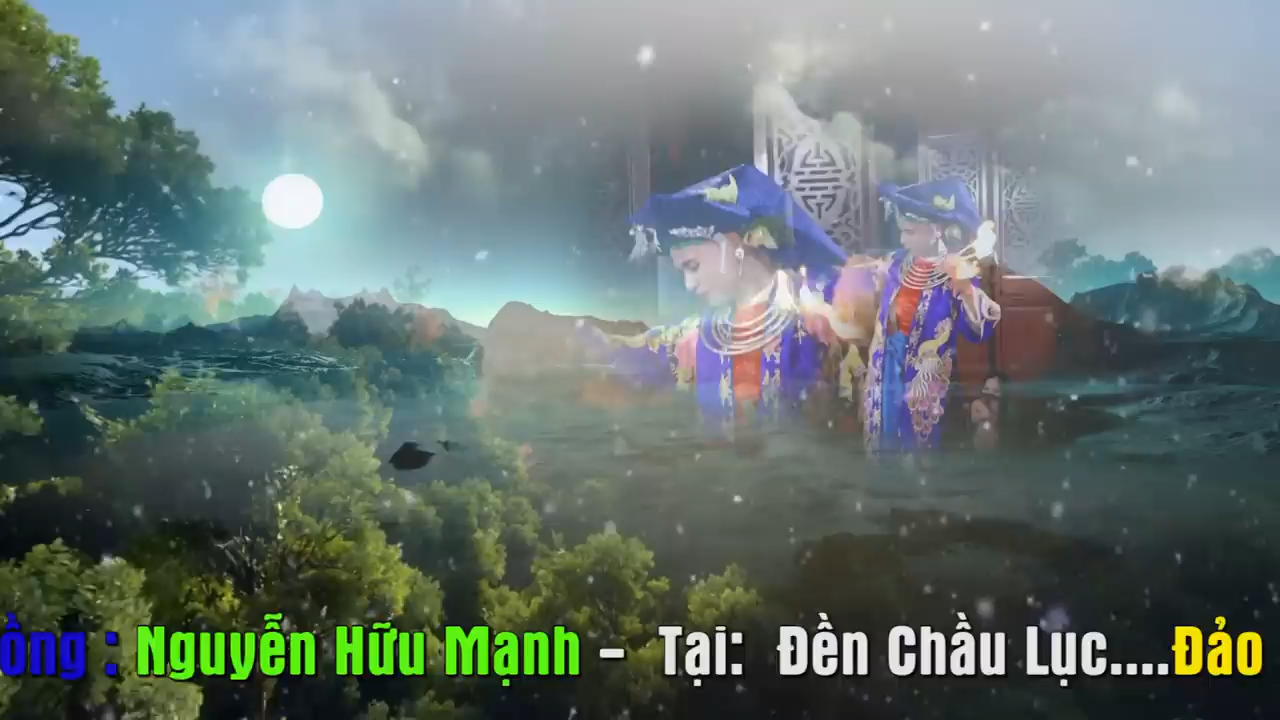 ồng : Nguyễn Hữu Mạnh - Tại: Đền Chầu Lục....Đảo